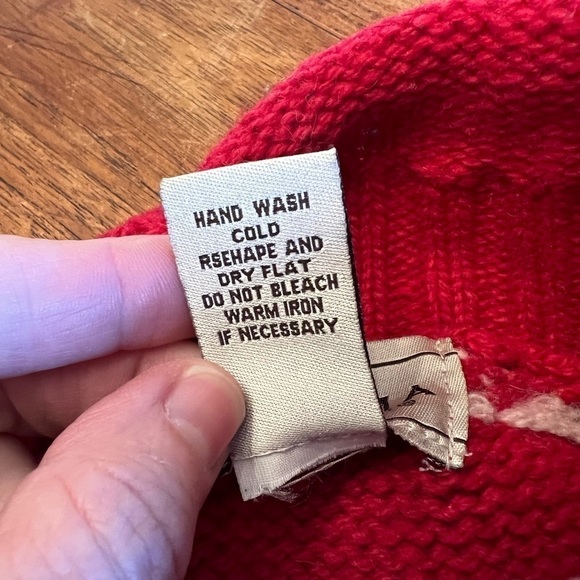 HAND WASH
COLD
RSEHAPE AND
DRY FLAT
DO NOT BLEACH
WARM IRON
IF NECESSARY